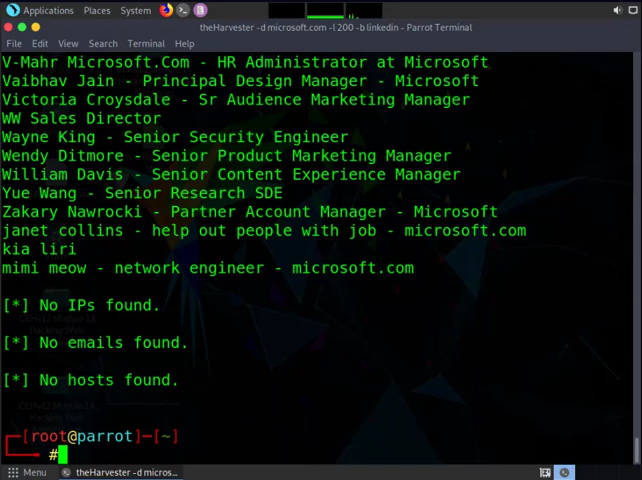 Applications Places System
theHarvester -d microsoft.com -l 200 -b linkedin - Parrot Terminal
File Edit View Search Terminal Help
V-Mahr Microsoft.Com - HR Administrator at Microsoft
Vaibhav Jain - Principal Design Manager - Microsoft
Victoria Croysdale - Sr Audience Marketing Manager
WW Sales Director
Wayne King - Senior Security Engineer
Wendy Ditmore - Senior Product Marketing Manager
William Davis - Senior Content Experience Manager
Yue Wang - Senior Research SDE
Zakary Nawrocki - Partner Account Manager - Microsoft
janet collins - help out people with job - microsoft.com
kia liri
mimi meow - network engineer - microsoft.com
[*] No IPs found.
[*] No emails found.
[*] No hosts found.
┌─[root@parrot]─[~]
└──╼ #
Menu theHarvester -d micros...